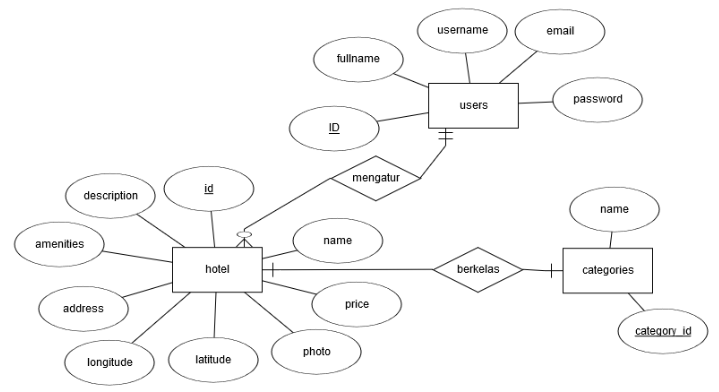 username
email
fullname
users
password
ID
mengatur
description
id
name
amenities
name
hotel
berkelas
categories
address
price
category_id
longitude
latitude
photo